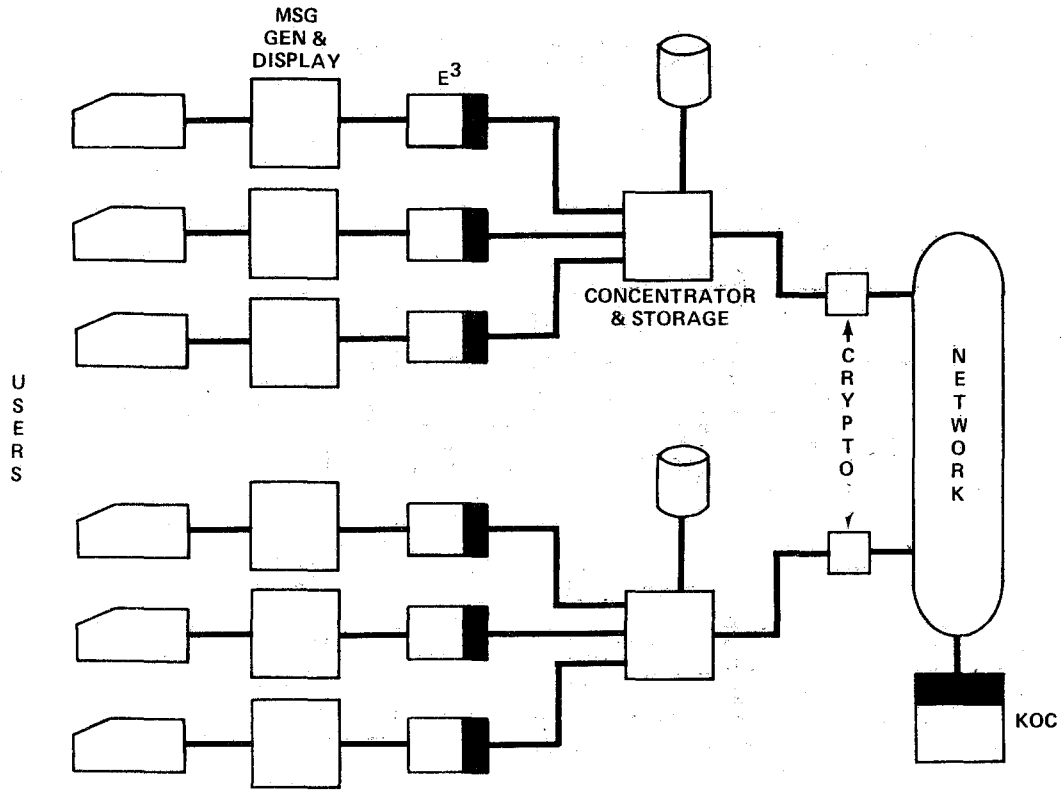 MSG
GEN &
DISPLAY
E³
CONCENTRATOR
& STORAGE
USERS
CRYPTO
NETWORK
KOC